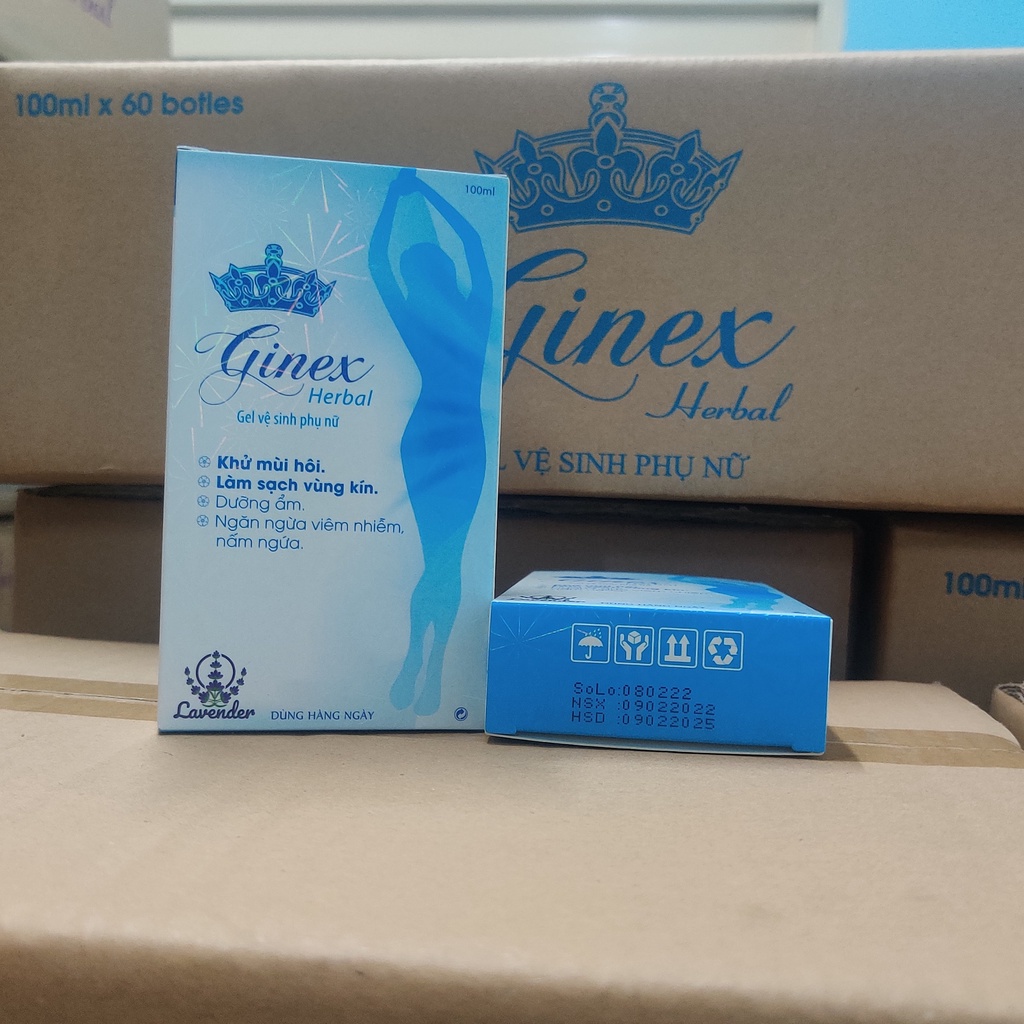 100ml x 60 botles
Ginex
Herbal
VỆ SINH PHỤ NỮ
100ml
100ml
Ginex
Herbal
Gel vệ sinh phụ nữ
Khử mùi hôi.
Làm sạch vùng kín.
Dưỡng ẩm.
Ngăn ngừa viêm nhiễm,
nấm ngứa.
Lavender
DÙNG HÀNG NGÀY
SoLo:080222
NSX :09022022
HSD :09022025